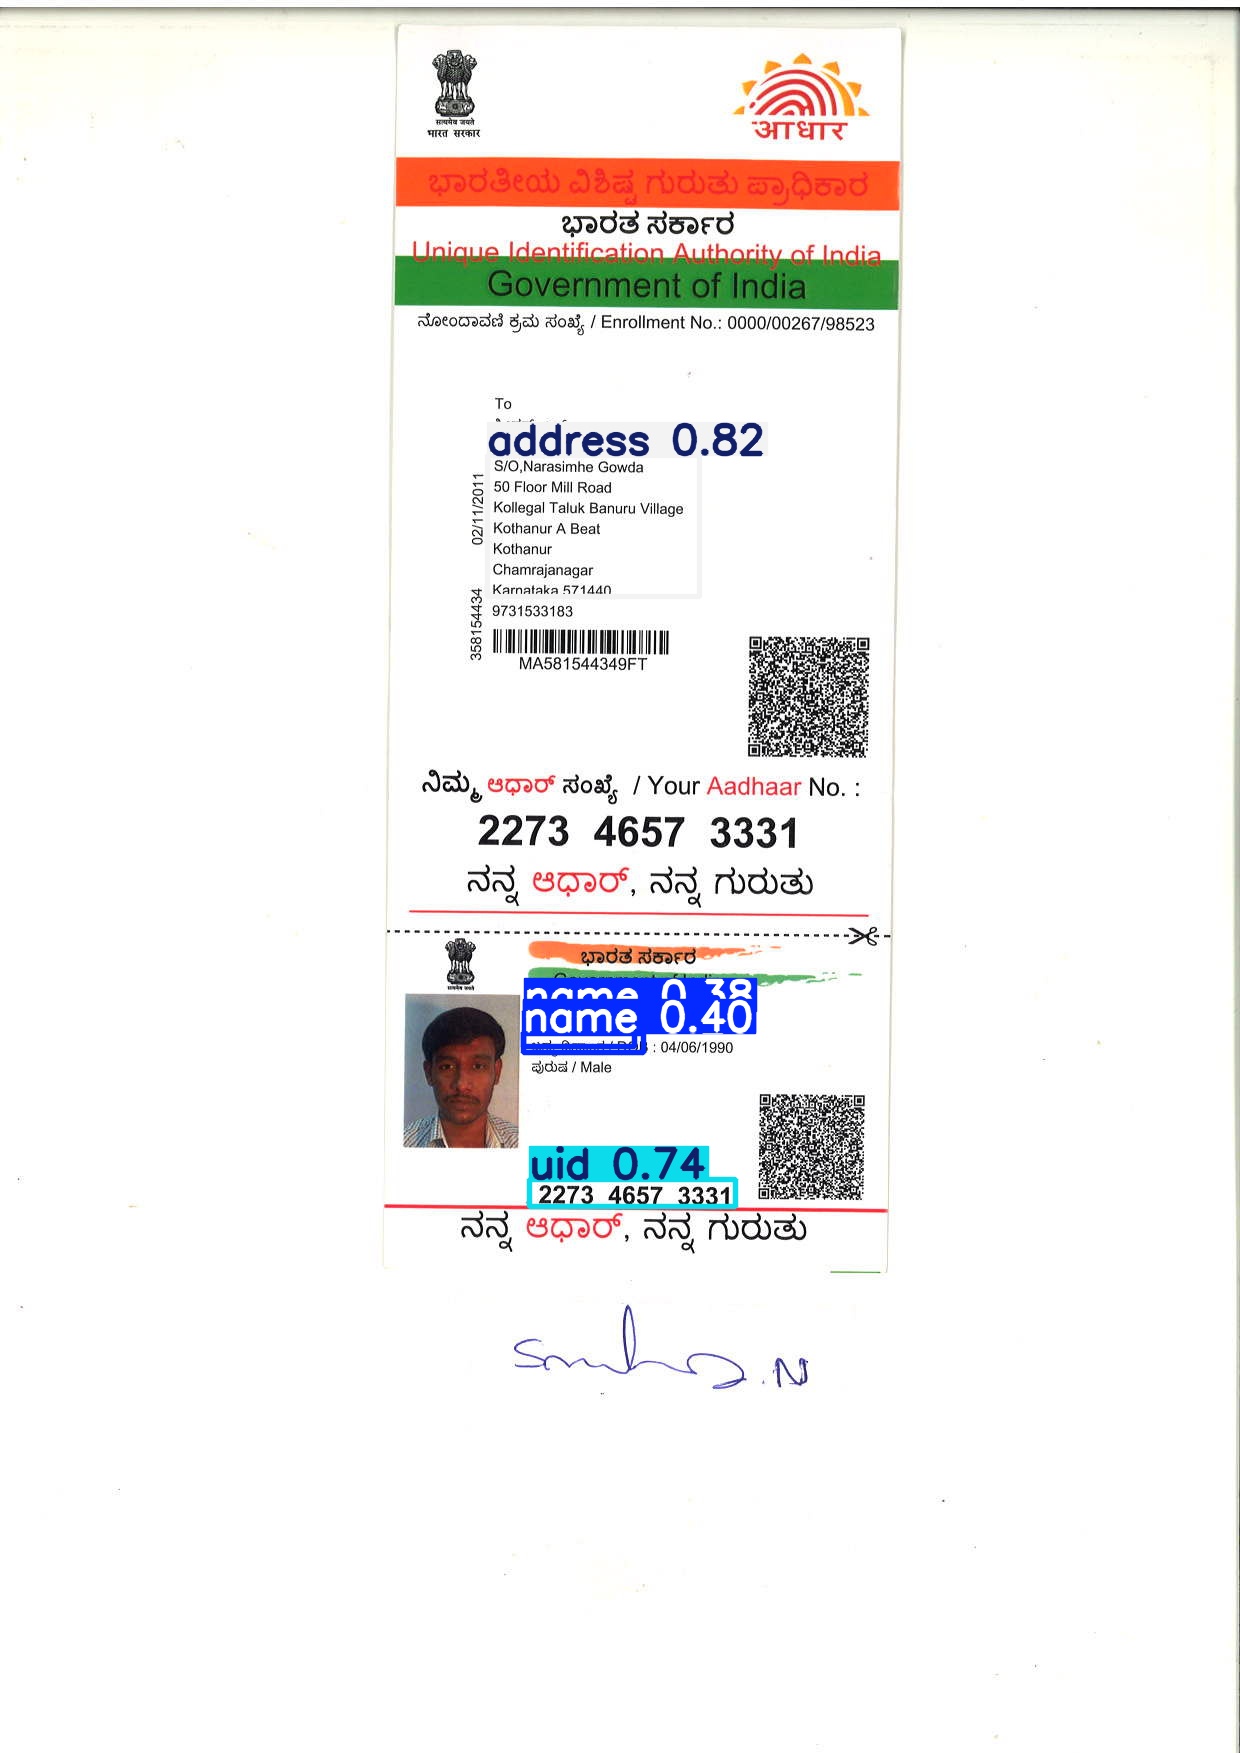 सत्यमेव जयते
भारत सरकार
आधार
ಭಾರತೀಯ ವಿಶಿಷ್ಟ ಗುರುತು ಪ್ರಾಧಿಕಾರ
ಭಾರತ ಸರ್ಕಾರ
Unique Identification Authority of India
Government of India
ನೋಂದಾವಣಿ ಕ್ರಮ ಸಂಖ್ಯೆ / Enrollment No.: 0000/00267/98523
To
address 0.82
S/O,Narasimhe Gowda
50 Floor Mill Road
Kollegal Taluk Banuru Village
Kothanur A Beat
Kothanur
Chamrajanagar
Karnataka 571440
9731533183
358154434 02/11/2011
MA581544349FT
ನಿಮ್ಮ ಆಧಾರ್ ಸಂಖ್ಯೆ / Your Aadhaar No. :
2273 4657 3331
ನನ್ನ ಆಧಾರ್, ನನ್ನ ಗುರುತು
ಭಾರತ ಸರ್ಕಾರ
name 0.38
name 0.40
: 04/06/1990
ಪುರುಷ / Male
uid 0.74
2273 4657 3331
ನನ್ನ ಆಧಾರ್, ನನ್ನ ಗುರುತು